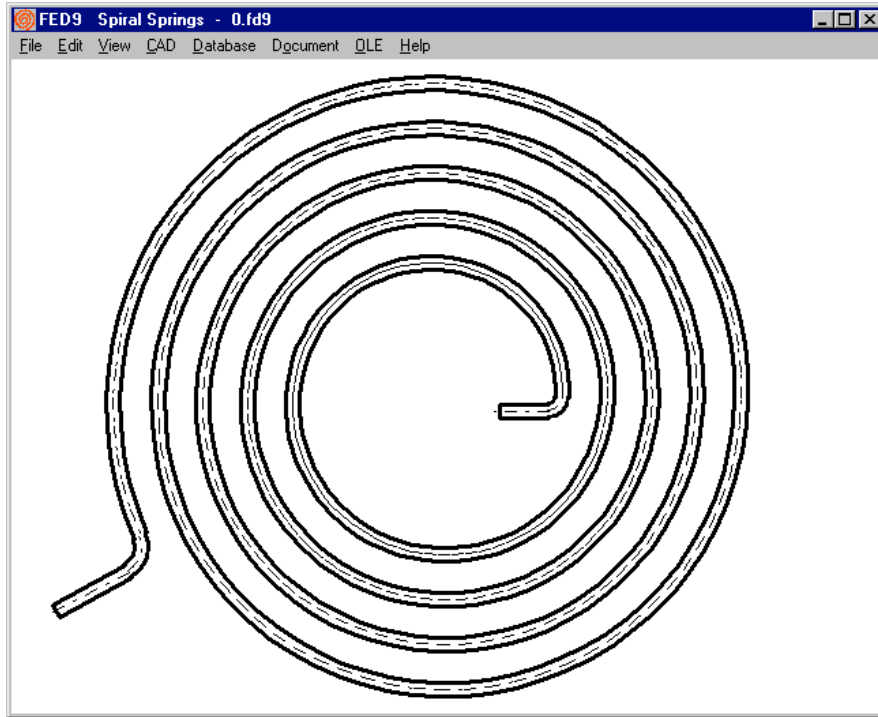 FED9 Spiral Springs - 0.fd9
File Edit View CAD Database Document OLE Help